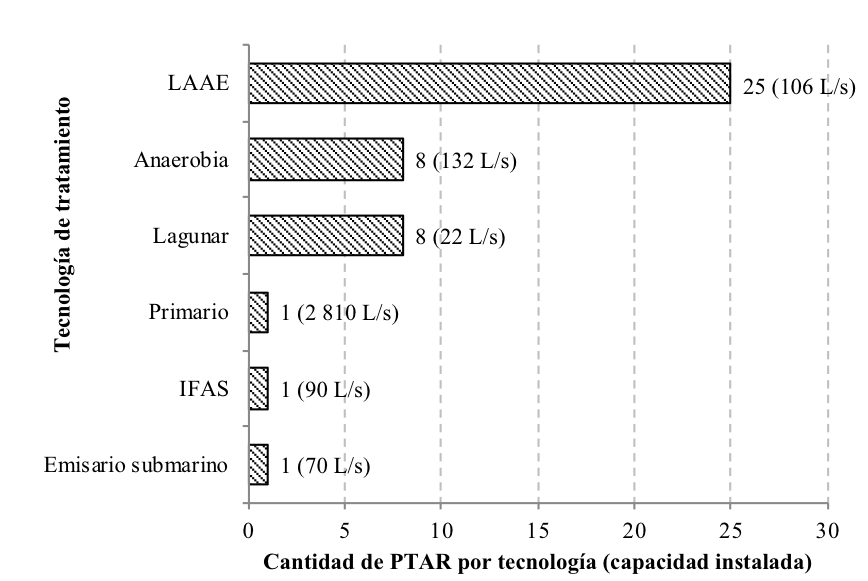 Tecnología de tratamiento
LAAE
25 (106 L/s)
Anaerobia
8 (132 L/s)
Lagunar
8 (22 L/s)
Primario
1 (2 810 L/s)
IFAS
1 (90 L/s)
Emisario submarino
1 (70 L/s)
0 5 10 15 20 25 30
Cantidad de PTAR por tecnología (capacidad instalada)